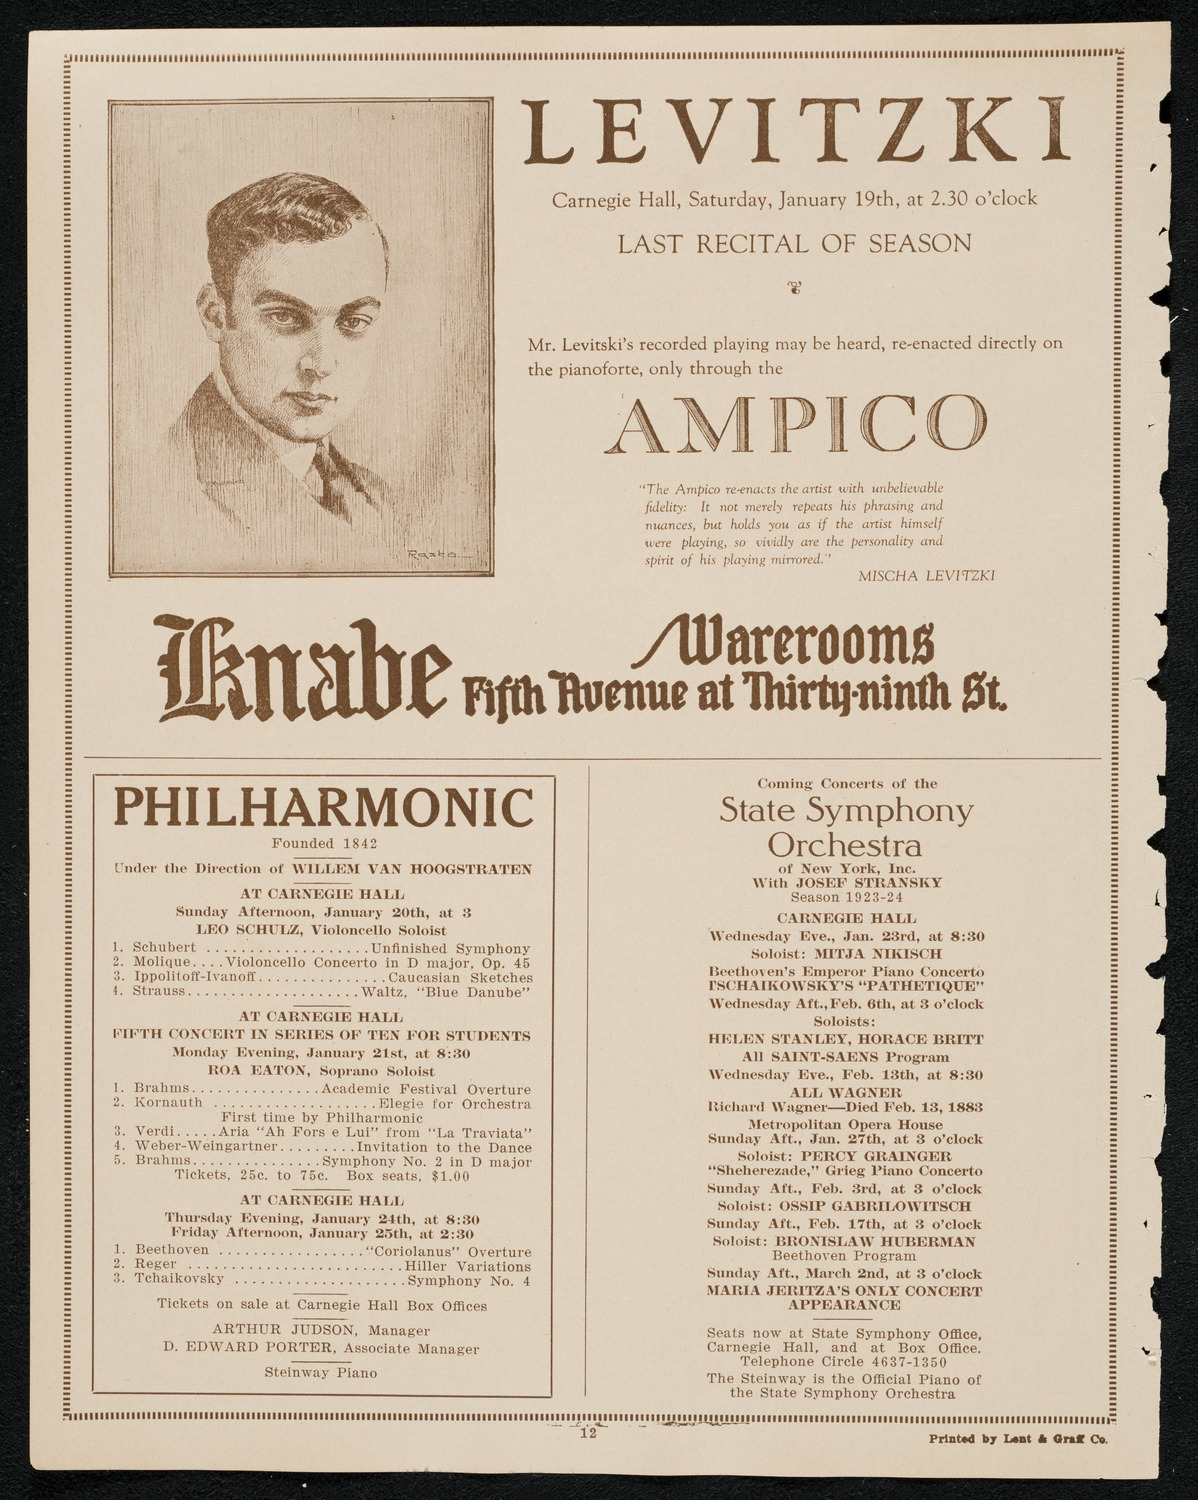 LEVITZKI
Carnegie Hall, Saturday, January 19th, at 2.30 o'clock
LAST RECITAL OF SEASON
Mr. Levitski's recorded playing may be heard, re-enacted directly on
the pianoforte, only through the
AMPICO
"The Ampico re-enacts the artist with unbelievable
fidelity: It not merely repeats his phrasing and
nuances, but holds you as if the artist himself
were playing, so vividly are the personality and
spirit of his playing mirrored."
MISCHA LEVITZKI
Knabe Warerooms
Fifth Avenue at Thirty-ninth St.
PHILHARMONIC
Founded 1842
Under the Direction of WILLEM VAN HOOGSTRATEN
AT CARNEGIE HALL
Sunday Afternoon, January 20th, at 3
LEO SCHULZ, Violoncello Soloist
1. Schubert ..................Unfinished Symphony
2. Molique....Violoncello Concerto in D major, Op. 45
3. Ippolitoff-Ivanoff..............Caucasian Sketches
4. Strauss...................Waltz, "Blue Danube"
AT CARNEGIE HALL
FIFTH CONCERT IN SERIES OF TEN FOR STUDENTS
Monday Evening, January 21st, at 8:30
ROA EATON, Soprano Soloist
1. Brahms..............Academic Festival Overture
2. Kornauth ...................Elegie for Orchestra
First time by Philharmonic
3. Verdi.....Aria "Ah Fors e Lui" from "La Traviata"
4. Weber-Weingartner.........Invitation to the Dance
5. Brahms..............Symphony No. 2 in D major
Tickets, 25c. to 75c. Box seats, $1.00
AT CARNEGIE HALL
Thursday Evening, January 24th, at 8:30
Friday Afternoon, January 25th, at 2:30
1. Beethoven ................"Coriolanus" Overture
2. Reger ........................Hiller Variations
3. Tchaikovsky ...................Symphony No. 4
Tickets on sale at Carnegie Hall Box Offices
ARTHUR JUDSON, Manager
D. EDWARD PORTER, Associate Manager
Steinway Piano
Coming Concerts of the
State Symphony
Orchestra
of New York, Inc.
With JOSEF STRANSKY
Season 1923-24
CARNEGIE HALL
Wednesday Eve., Jan. 23rd, at 8:30
Soloist: MITJA NIKISCH
Beethoven's Emperor Piano Concerto
TSCHAIKOWSKY'S "PATHETIQUE"
Wednesday Aft., Feb. 6th, at 3 o'clock
Soloists:
HELEN STANLEY, HORACE BRITT
All SAINT-SAENS Program
Wednesday Eve., Feb. 13th, at 8:30
ALL WAGNER
Richard Wagner—Died Feb. 13, 1883
Metropolitan Opera House
Sunday Aft., Jan. 27th, at 3 o'clock
Soloist: PERCY GRAINGER
"Sheherezade," Grieg Piano Concerto
Sunday Aft., Feb. 3rd, at 3 o'clock
Soloist: OSSIP GABRILOWITSCH
Sunday Aft., Feb. 17th, at 3 o'clock
Soloist: BRONISLAW HUBERMAN
Beethoven Program
Sunday Aft., March 2nd, at 3 o'clock
MARIA JERITZA'S ONLY CONCERT
APPEARANCE
Seats now at State Symphony Office,
Carnegie Hall, and at Box Office.
Telephone Circle 4637-1350
The Steinway is the Official Piano of
the State Symphony Orchestra
12
Printed by Lent & Graff Co.